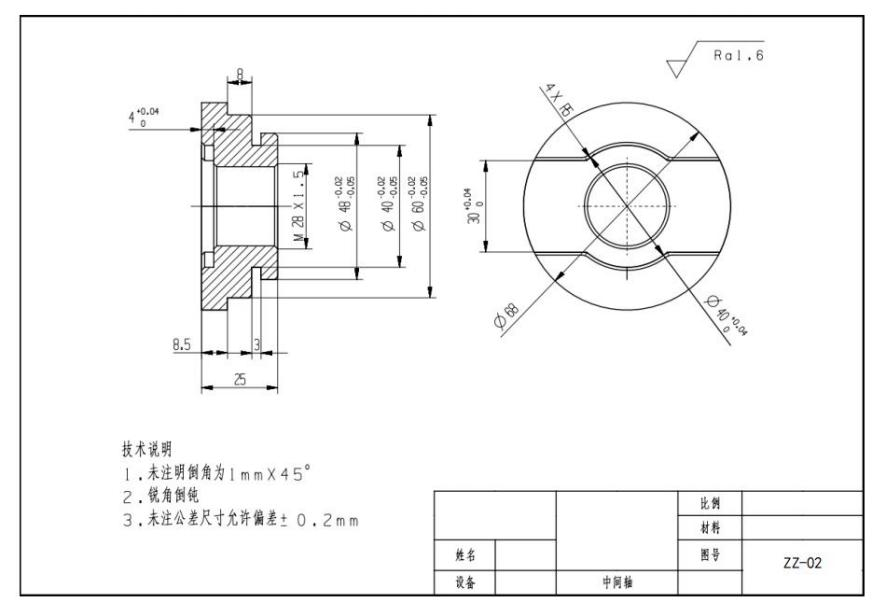 Ra1.6
8
4 +0.04 0
4 X R5
M 28 X 1.5
Ø 48 -0.02 -0.05
Ø 40 -0.02 -0.05
Ø 60 -0.02 -0.05
30 +0.04 0
Ø 68
Ø 40 +0.04 0
8.5
3
25
技术说明
1.未注明倒角为1mmX45°
2.锐角倒钝
3.未注公差尺寸允许偏差± 0.2mm
比例
材料
姓名
图号
ZZ-02
设备
中间轴